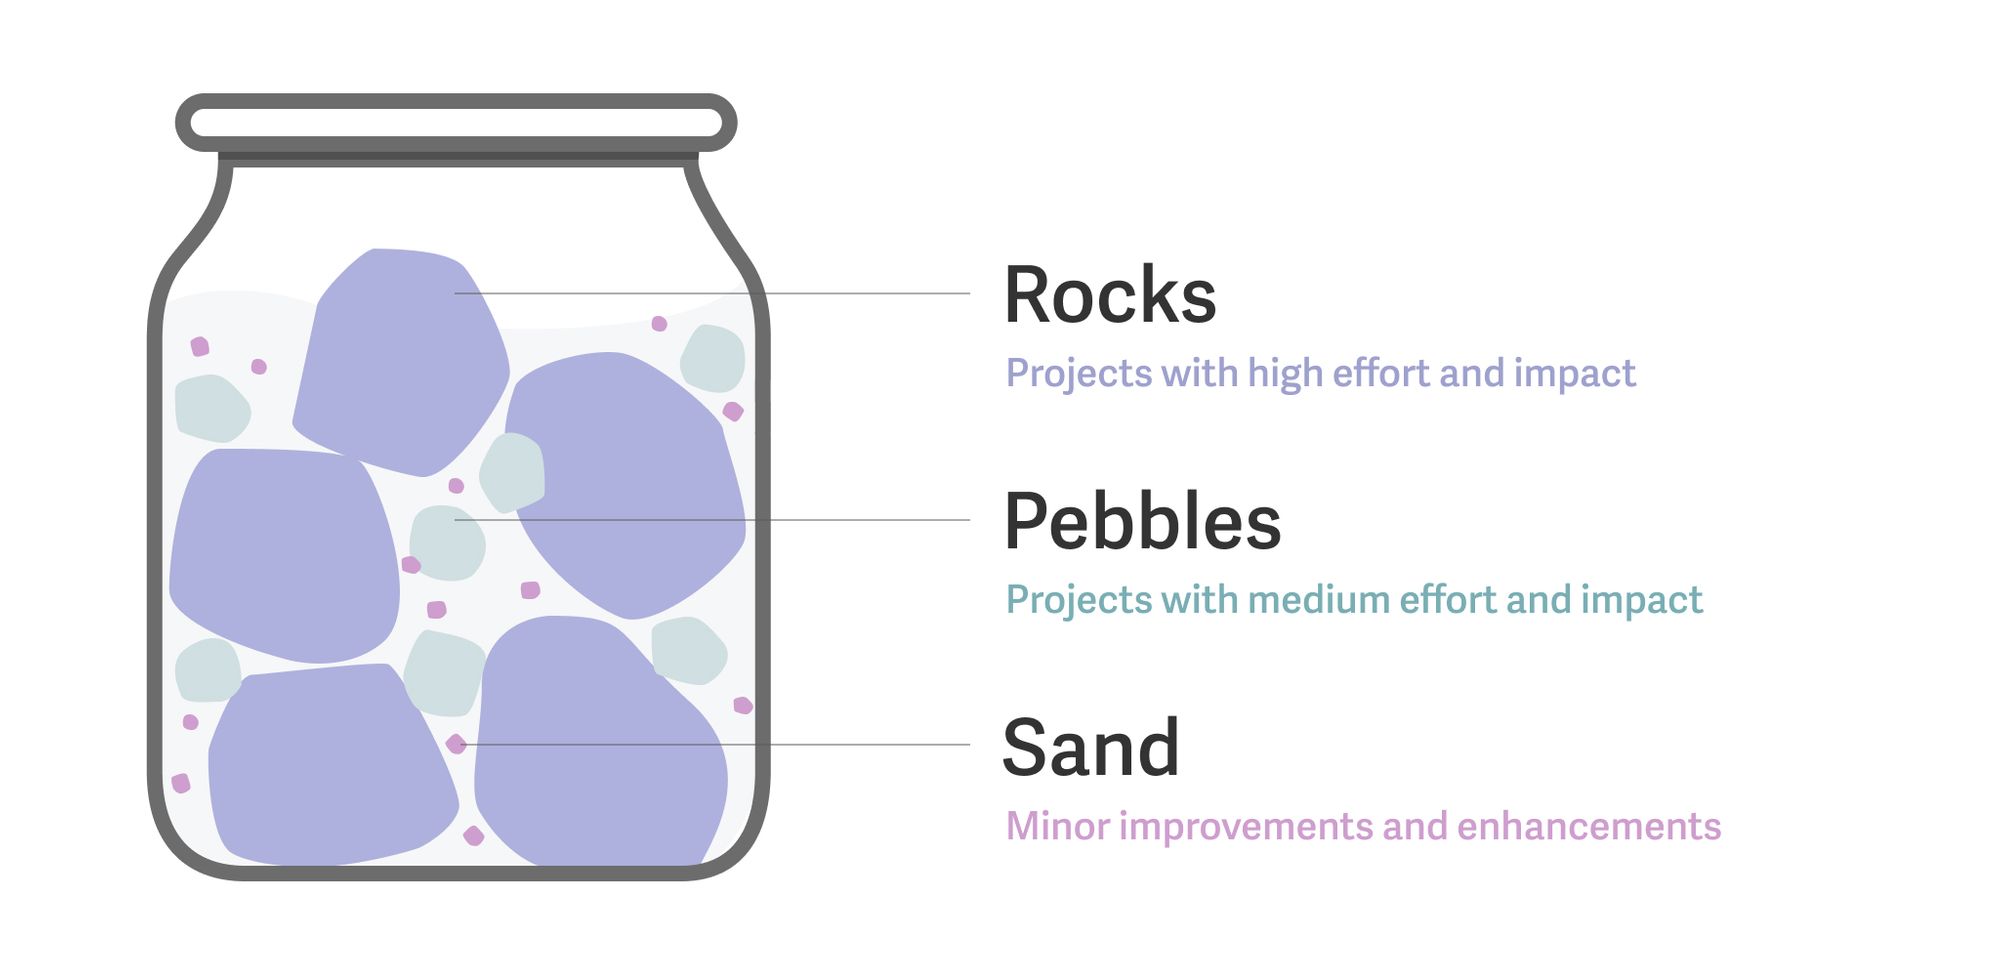 Rocks
Projects with high effort and impact
Pebbles
Projects with medium effort and impact
Sand
Minor improvements and enhancements